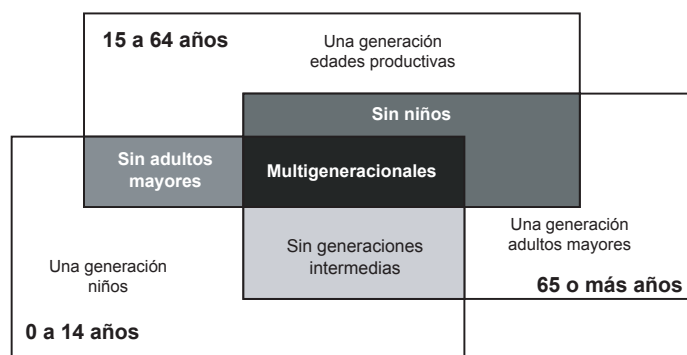 15 a 64 años
Una generación
edades productivas
Sin niños
Sin adultos
mayores
Multigeneracionales
Una generación
adultos mayores
Sin generaciones
intermedias
Una generación
niños
65 o más años
0 a 14 años